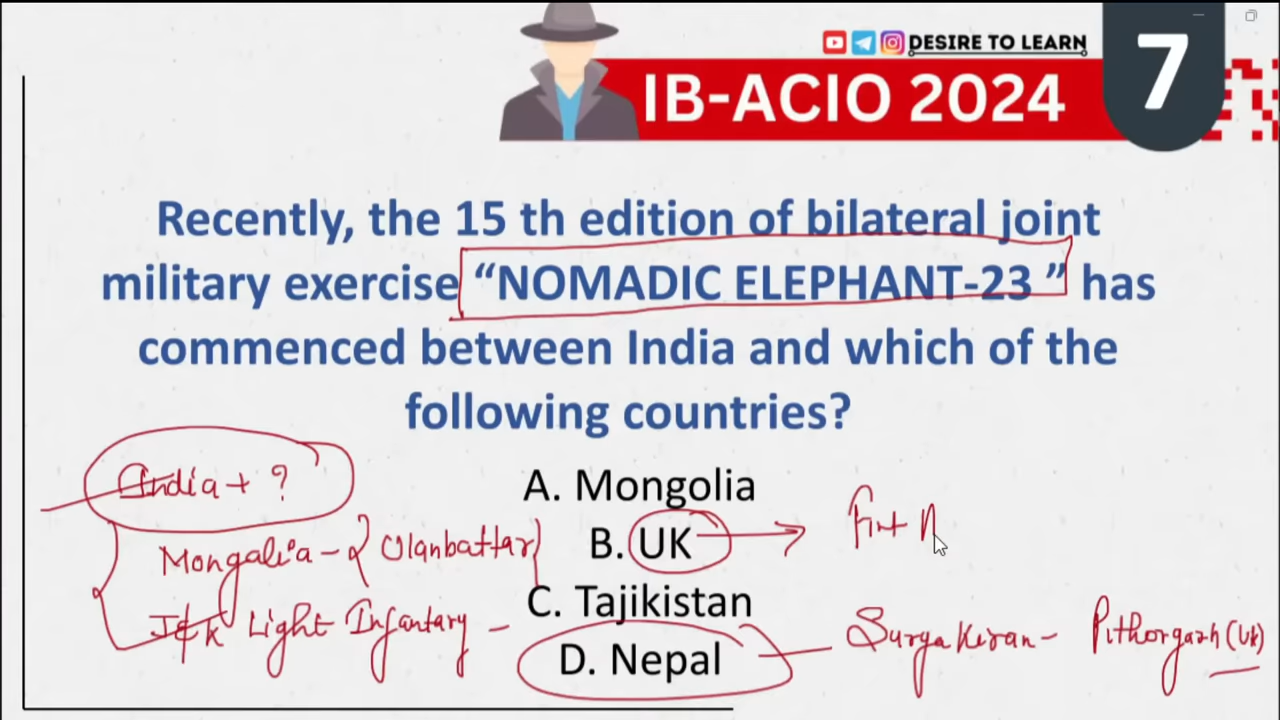 DESIRE TO LEARN
7
IB-ACIO 2024
Recently, the 15 th edition of bilateral joint
military exercise “NOMADIC ELEPHANT-23 ” has
commenced between India and which of the
following countries?
India + ?
A. Mongolia
Mongalia - { Ulanbattar }
B. UK
C. Tajikistan
J&K Light Infantary -
D. Nepal
Surya Kiran - Pithorgarh (UK)